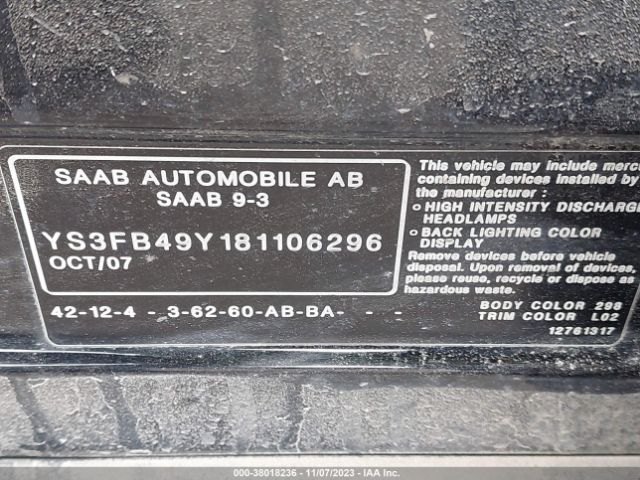 SAAB AUTOMOBILE AB
SAAB 9-3
YS3FB49Y181106296
OCT/07
42-12-4 - 3-62-60-AB-BA- - -
This vehicle may include merc
containing devices installed by
the manufacturer :
o HIGH INTENSITY DISCHARGE
HEADLAMPS
o BACK LIGHTING COLOR
DISPLAY
Remove devices before vehicle
disposal. Upon removal of devices,
please reuse, recycle or dispose as
hazardous waste.
BODY COLOR 298
TRIM COLOR L02
12761317
000-38018236 - 11/07/2023 - IAA Inc.